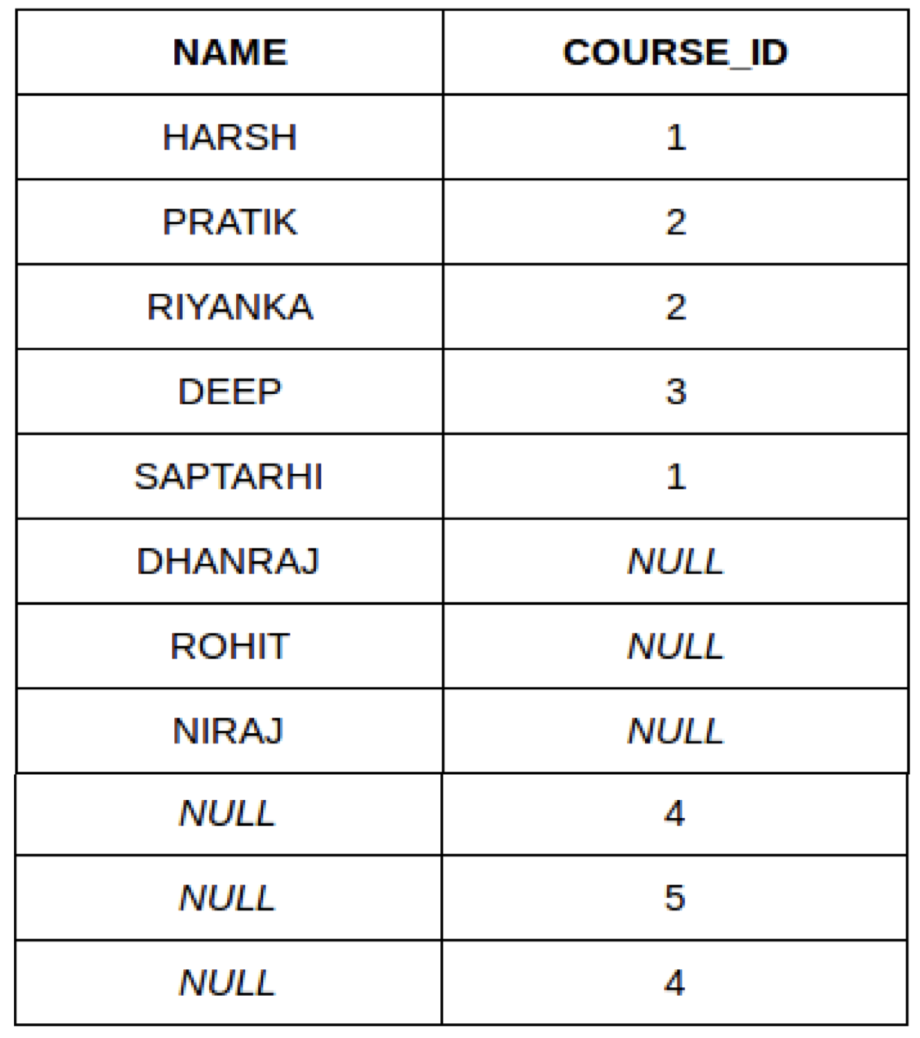 NAME COURSE_ID
HARSH 1
PRATIK 2
RIYANKA 2
DEEP 3
SAPTARHI 1
DHANRAJ NULL
ROHIT NULL
NIRAJ NULL
NULL 4
NULL 5
NULL 4